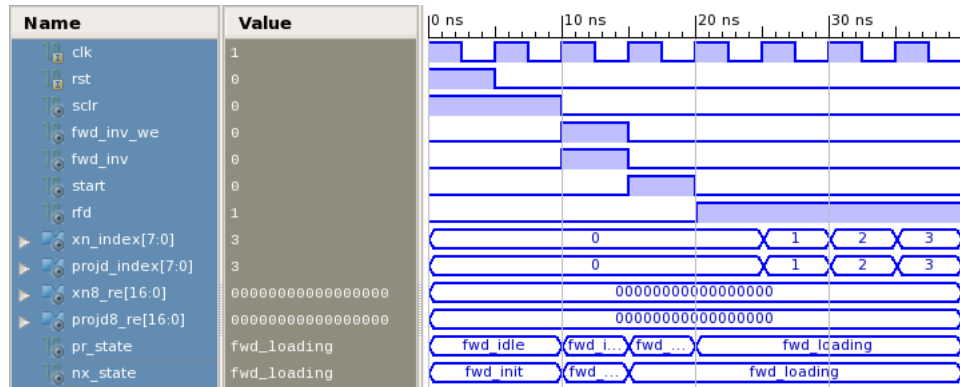 Name Value 0 ns 10 ns 20 ns 30 ns
clk 1
rst 0
sclr 0
fwd_inv_we 0
fwd_inv 0
start 0
rfd 1
xn_index[7:0] 3 0 1 2 3
projd_index[7:0] 3 0 1 2 3
xn8_re[16:0] 00000000000000000 00000000000000000
projd8_re[16:0] 00000000000000000 00000000000000000
pr_state fwd_loading fwd_idle fwd_i... fwd_... fwd_loading
nx_state fwd_loading fwd_init fwd_... fwd_loading